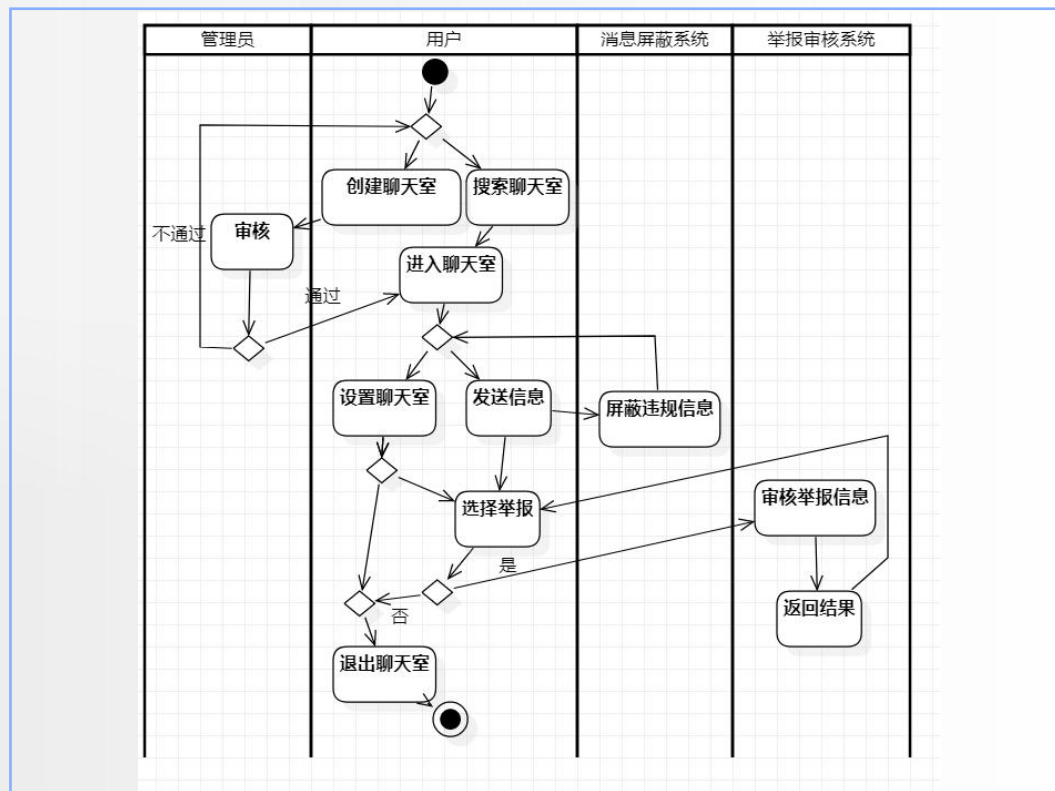 管理员
用户
消息屏蔽系统
举报审核系统
创建聊天室
搜索聊天室
不通过
审核
进入聊天室
通过
设置聊天室
发送信息
屏蔽违规信息
选择举报
审核举报信息
是
否
返回结果
退出聊天室